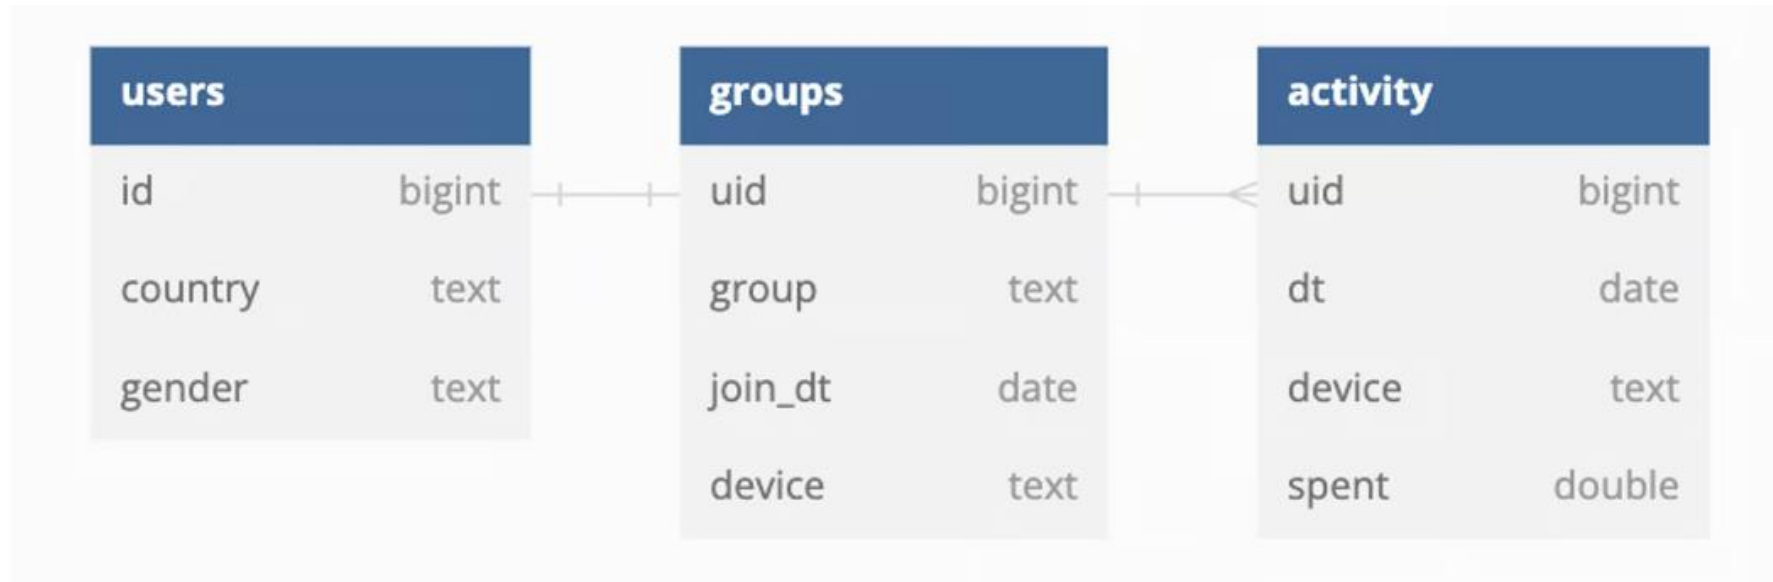 users
id bigint
country text
gender text
groups
uid bigint
group text
join_dt date
device text
activity
uid bigint
dt date
device text
spent double